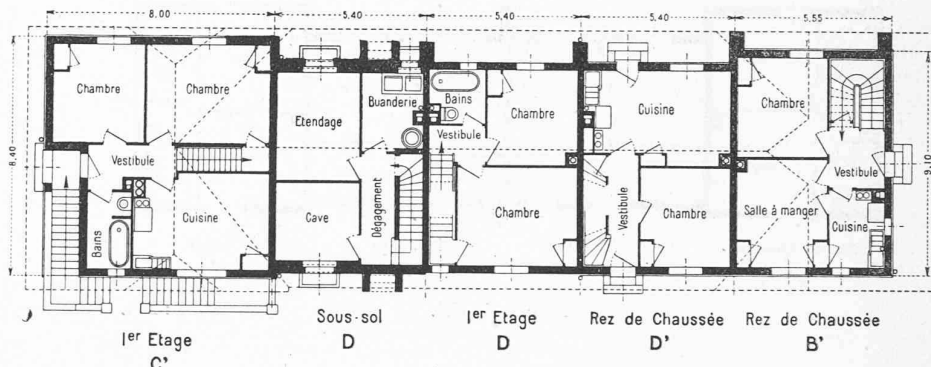 8,00 5,40 5,40 5,40 5,55
8,40
Chambre
Chambre
Vestibule
Bains
Cuisine
Etendage
Buanderie
Cave
Dégagement
Bains
Chambre
Vestibule
Chambre
Cuisine
Vestibule
Chambre
Chambre
Vestibule
Salle à manger
Cuisine
9,10
1er Etage
C'
Sous-sol
D
1er Etage
D
Rez de Chaussée
D'
Rez de Chaussée
B'